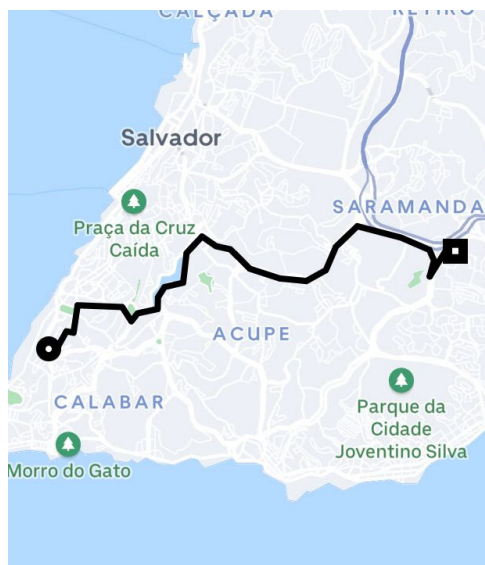 CALÇADA
RETIRO
Salvador
SARAMANDA
Praça da Cruz
Caída
ACUPE
CALABAR
Parque da
Cidade
Joventino Silva
Morro do Gato